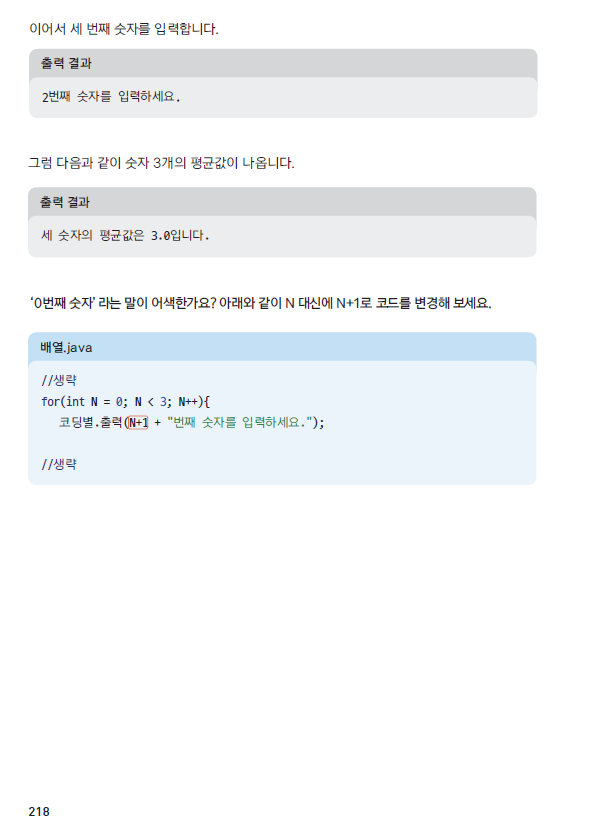 이어서 세 번째 숫자를 입력합니다.
출력 결과
2번째 숫자를 입력하세요.
그럼 다음과 같이 숫자 3개의 평균값이 나옵니다.
출력 결과
세 숫자의 평균값은 3.0입니다.
‘0번째 숫자’ 라는 말이 어색한가요? 아래와 같이 N 대신에 N+1로 코드를 변경해 보세요.
배열.java
//생략
for(int N = 0; N < 3; N++){
코딩별.출력(N+1 + "번째 숫자를 입력하세요.");
//생략
218